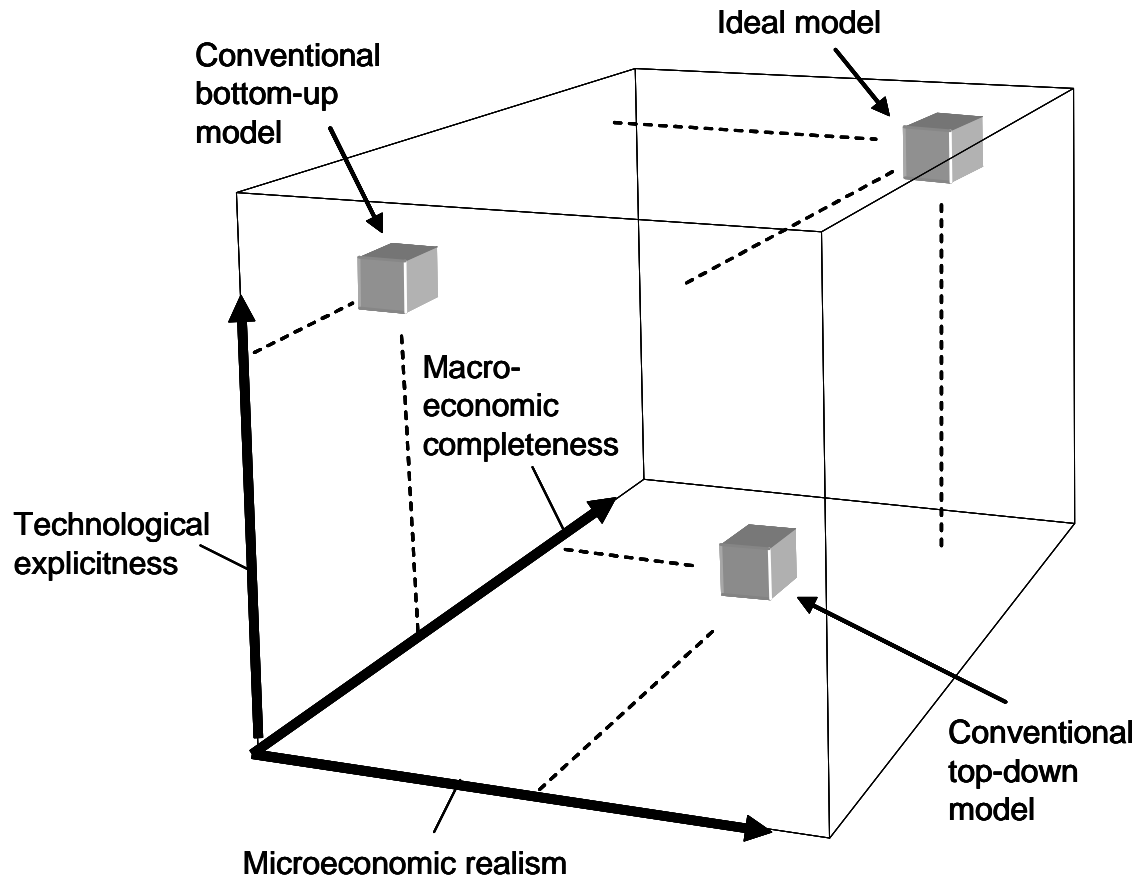 Ideal model
Conventional
bottom-up
model
Macro-
economic
completeness
Technological
explicitness
Conventional
top-down
model
Microeconomic realism